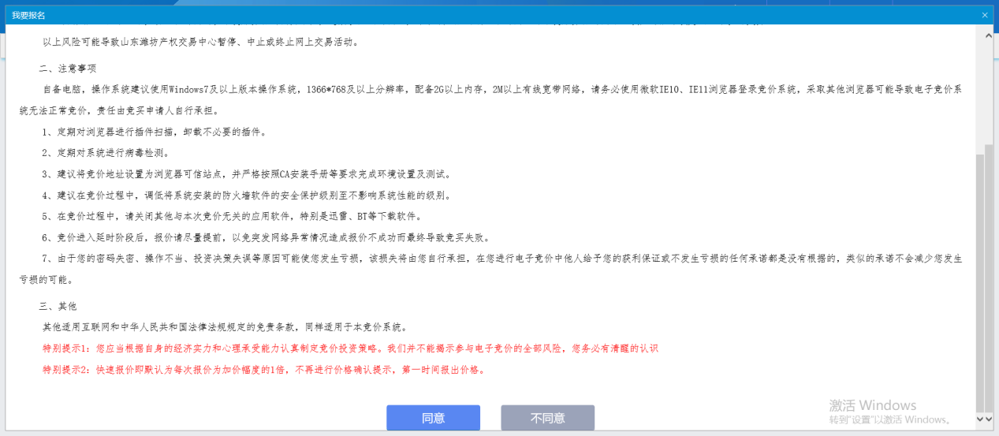 我要报名
以上风险可能导致山东潍坊产权交易中心暂停、中止或终止网上交易活动。
二、注意事项
自备电脑，操作系统建议使用Windows7及以上版本操作系统，1366*768及以上分辨率，配备2G以上内存，2M以上有线宽带网络，请务必使用微软IE10、IE11浏览器登录竞价系统，采取其他浏览器可能导致电子竞价系
统无法正常竞价，责任由竞买申请人自行承担。
1、定期对浏览器进行插件扫描，卸载不必要的插件。
2、定期对系统进行病毒检测。
3、建议将竞价地址设置为浏览器可信站点，并严格按照CA安装手册等要求完成环境设置及测试。
4、建议在竞价过程中，调低将系统安装的防火墙软件的安全保护级别至不影响系统性能的级别。
5、在竞价过程中，请关闭其他与本次竞价无关的应用软件，特别是迅雷、BT等下载软件。
6、竞价进入延时阶段后，报价请尽量提前，以免突发网络异常情况造成报价不成功而最终导致竞买失败。
7、由于您的密码失密、操作不当、投资决策失误等原因可能使您发生亏损，该损失将由您自行承担，在您进行电子竞价中他人给予您的获利保证或不发生亏损的任何承诺都是没有根据的，类似的承诺不会减少您发生
亏损的可能。
三、其他
其他适用互联网和中华人民共和国法律法规规定的免责条款，同样适用于本竞价系统。
特别提示1：您应当根据自身的经济实力和心理承受能力认真制定竞价投资策略。我们并不能揭示参与电子竞价的全部风险，您务必有清醒的认识
特别提示2：快速报价即默认为每次报价为加价幅度的1倍，不再进行价格确认提示，第一时间报出价格。
同意
不同意
激活 Windows
转到"设置"以激活 Windows。